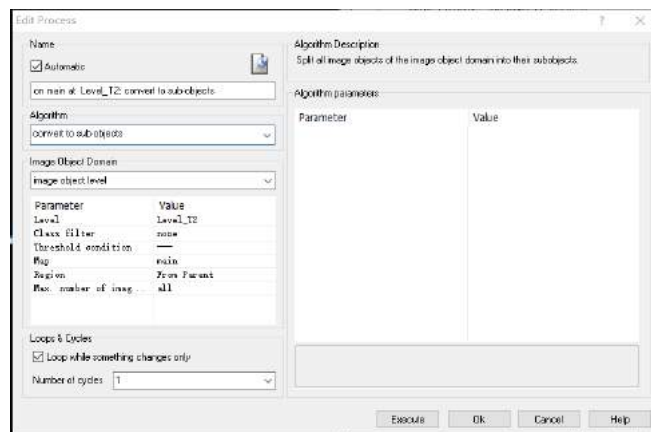 Edit Process
? ×
Name
Automatic
on main at Level_T2: convert to sub-objects
Algorithm
convert to sub objects
Image Object Domain
image object level
Parameter Value
Level Level_T2
Class filter none
Threshold condition —
Map main
Region From Parent
Max. number of imag... all
Loops & Cycles
Loop while something changes only
Number of cycles 1
Algorithm Description
Split all image objects of the image object domain into their subobjects.
Algorithm parameters
Parameter Value
Execute Ok Cancel Help